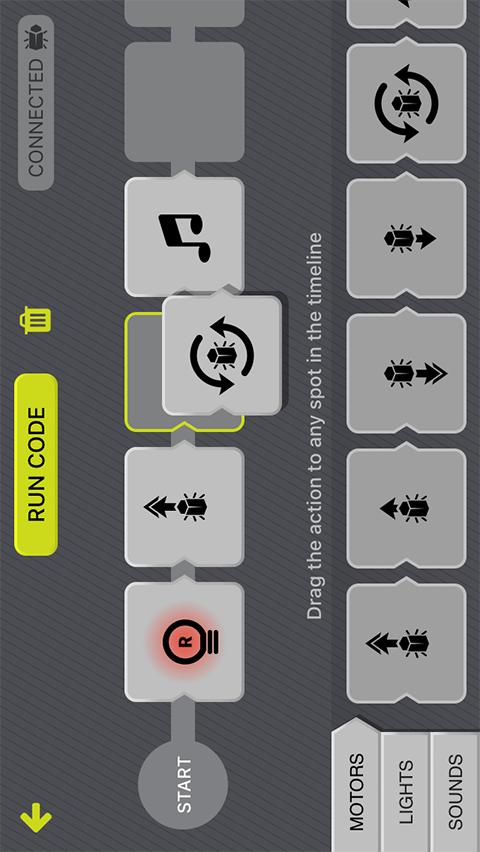 RUN CODE
CONNECTED
START
R
Drag the action to any spot in the timeline
MOTORS
LIGHTS
SOUNDS